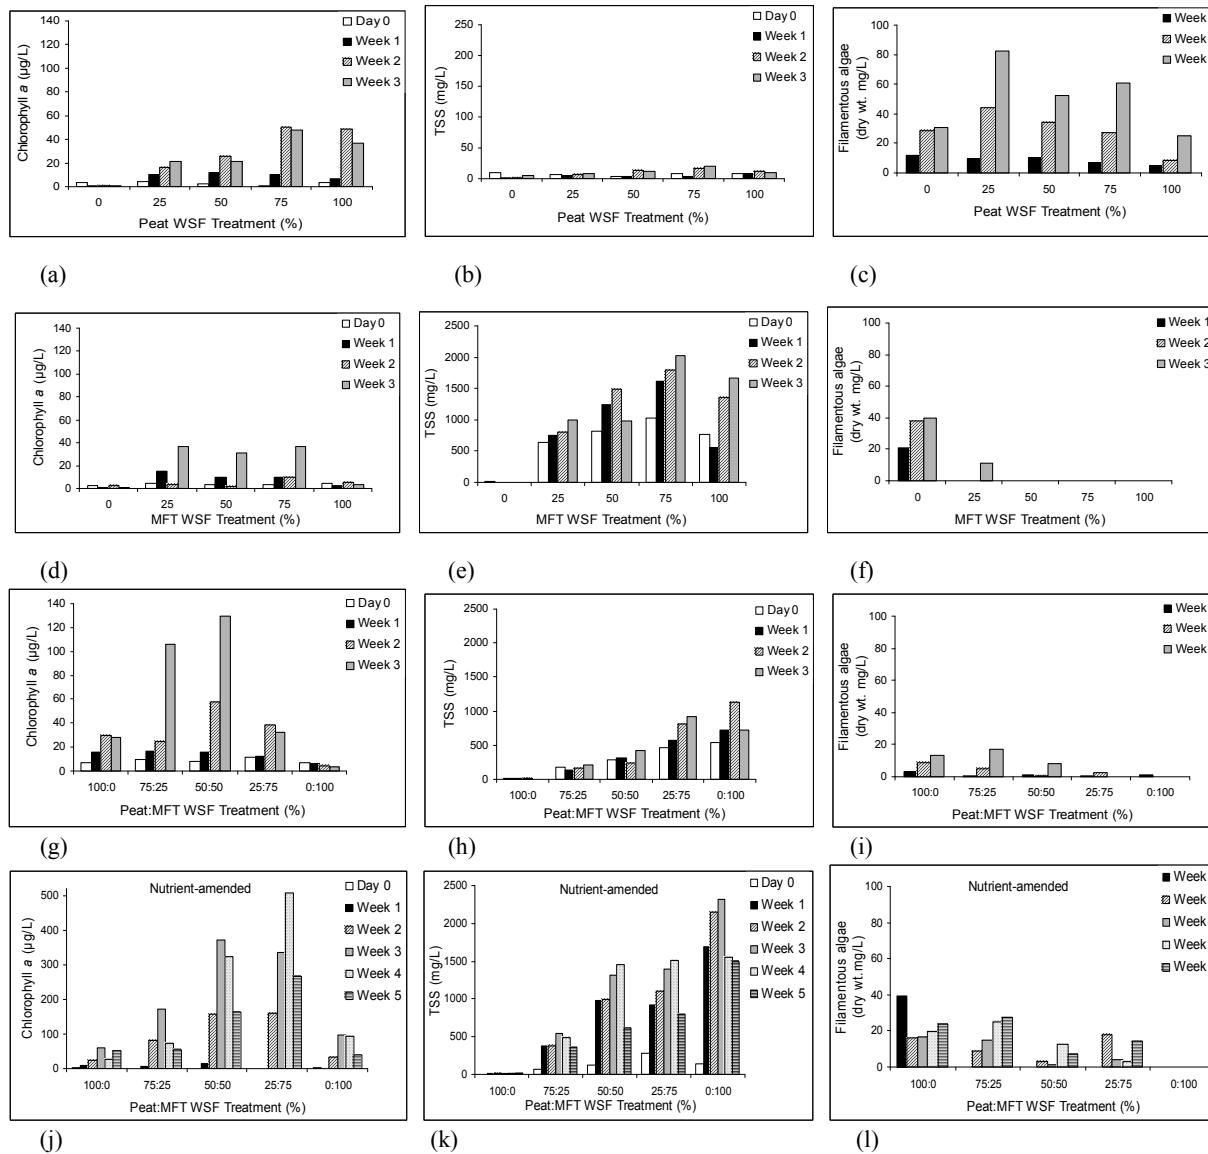 Chlorophyll a (µg/L)
140
120
100
80
60
40
20
0
0 25 50 75 100
Peat WSF Treatment (%)
Day 0
Week 1
Week 2
Week 3
(a)
TSS (mg/L)
250
200
150
100
50
0
0 25 50 75 100
Peat WSF Treatment (%)
Day 0
Week 1
Week 2
Week 3
(b)
Filamentous algae
(dry wt. mg/L)
100
80
60
40
20
0
0 25 50 75 100
Peat WSF Treatment (%)
Week
Week
Week
(c)
Chlorophyll a (µg/L)
140
120
100
80
60
40
20
0
0 25 50 75 100
MFT WSF Treatment (%)
Day 0
Week 1
Week 2
Week 3
(d)
TSS (mg/L)
2500
2000
1500
1000
500
0
0 25 50 75 100
MFT WSF Treatment (%)
Day 0
Week 1
Week 2
Week 3
(e)
Filamentous algae
(dry wt. mg/L)
100
80
60
40
20
0
0 25 50 75 100
MFT WSF Treatment (%)
Week 1
Week 2
Week 3
(f)
Chlorophyll a (µg/L)
140
120
100
80
60
40
20
0
100:0 75:25 50:50 25:75 0:100
Peat:MFT WSF Treatment (%)
Day 0
Week 1
Week 2
Week 3
(g)
TSS (mg/L)
2500
2000
1500
1000
500
0
100:0 75:25 50:50 25:75 0:100
Peat:MFT WSF Treatment (%)
Day 0
Week 1
Week 2
Week 3
(h)
Filamentous algae
(dry wt. mg/L)
100
80
60
40
20
0
100:0 75:25 50:50 25:75 0:100
Peat:MFT WSF Treatment (%)
Week
Week
Week
(i)
Nutrient-amended
Chlorophyll a (µg/L)
500
400
300
200
100
0
100:0 75:25 50:50 25:75 0:100
Peat:MFT WSF Treatment (%)
Day 0
Week 1
Week 2
Week 3
Week 4
Week 5
(j)
Nutrient-amended
TSS (mg/L)
2500
2000
1500
1000
500
0
100:0 75:25 50:50 25:75 0:100
Peat:MFT WSF Treatment (%)
Day 0
Week 1
Week 2
Week 3
Week 4
Week 5
(k)
Nutrient-amended
Filamentous algae
(dry wt. mg/L)
100
80
60
40
20
0
100:0 75:25 50:50 25:75 0:100
Peat:MFT WSF Treatment (%)
Week
Week
Week
Week
Week
(l)